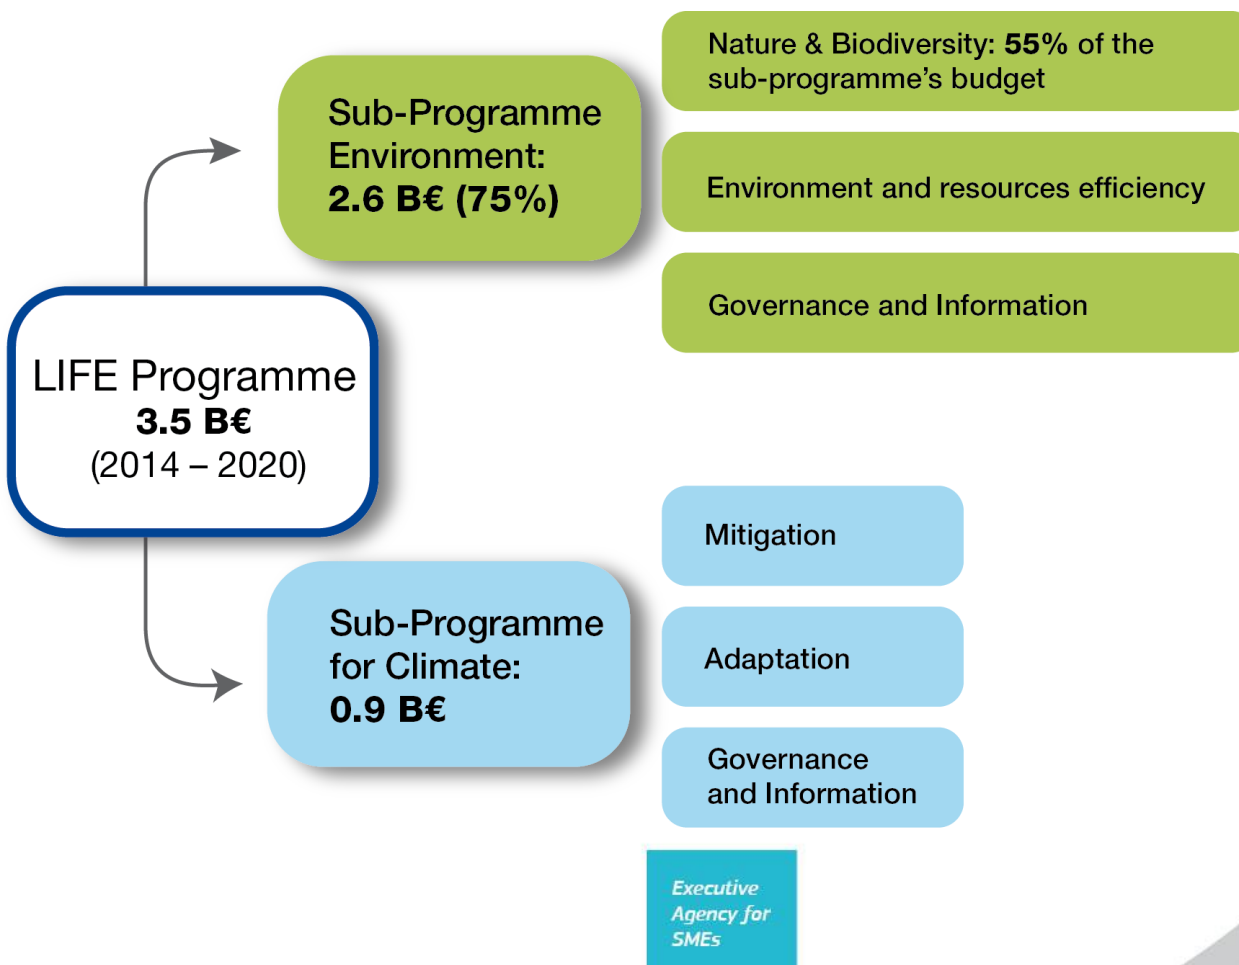 Nature & Biodiversity: 55% of the
sub-programme's budget
Sub-Programme
Environment:
2.6 B€ (75%)
Environment and resources efficiency
Governance and Information
LIFE Programme
3.5 B€
(2014 – 2020)
Mitigation
Sub-Programme
for Climate:
0.9 B€
Adaptation
Governance
and Information
Executive
Agency for
SMEs